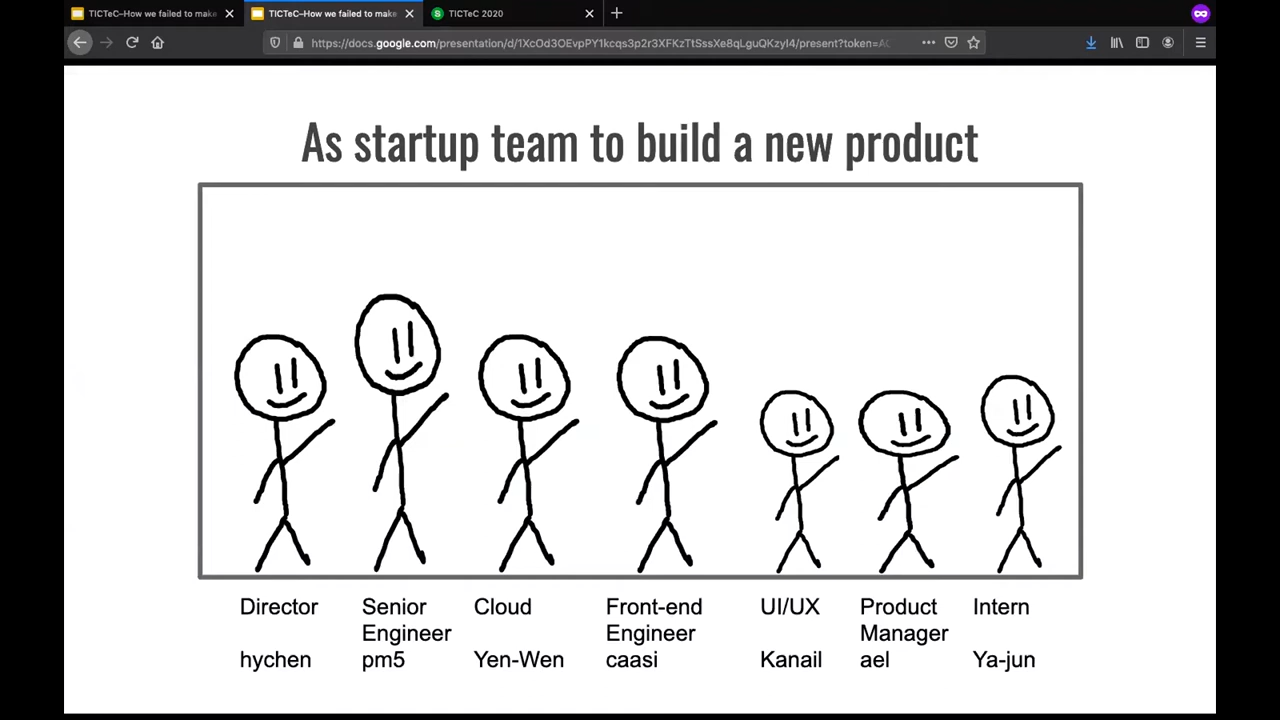 TICTeC–How we failed to make
TICTeC–How we failed to make
TICTeC 2020
https://docs.google.com/presentation/d/1XcOd3OEvpPY1kcqs3p2r3XFKzTtSssXe8qLguQKzyI4/present?token=AC
As startup team to build a new product
Director
Senior
Engineer
Cloud
Front-end
Engineer
UI/UX
Product
Manager
Intern
hychen
pm5
Yen-Wen
caasi
Kanail
ael
Ya-jun